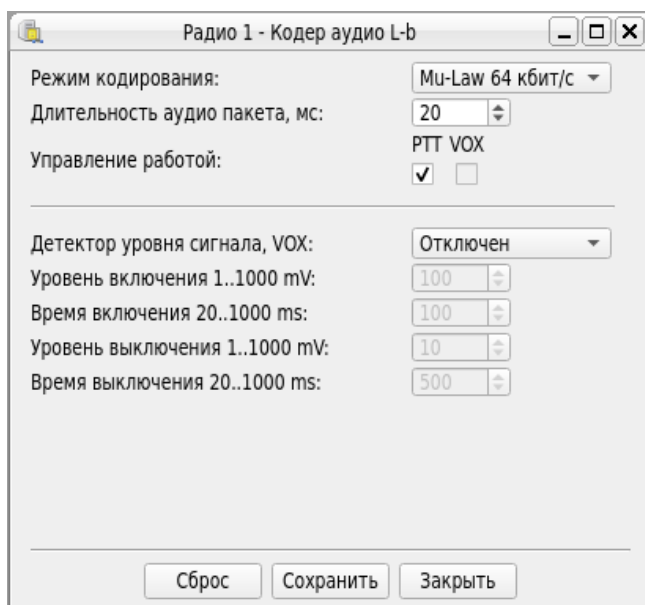 Радио 1 - Кодер аудио L-b
Режим кодирования: Mu-Law 64 кбит/с
Длительность аудио пакета, мс: 20
PTT VOX
Управление работой:
Детектор уровня сигнала, VOX: Отключен
Уровень включения 1..1000 mV: 100
Время включения 20..1000 ms: 100
Уровень выключения 1..1000 mV: 10
Время выключения 20..1000 ms: 500
Сброс Сохранить Закрыть